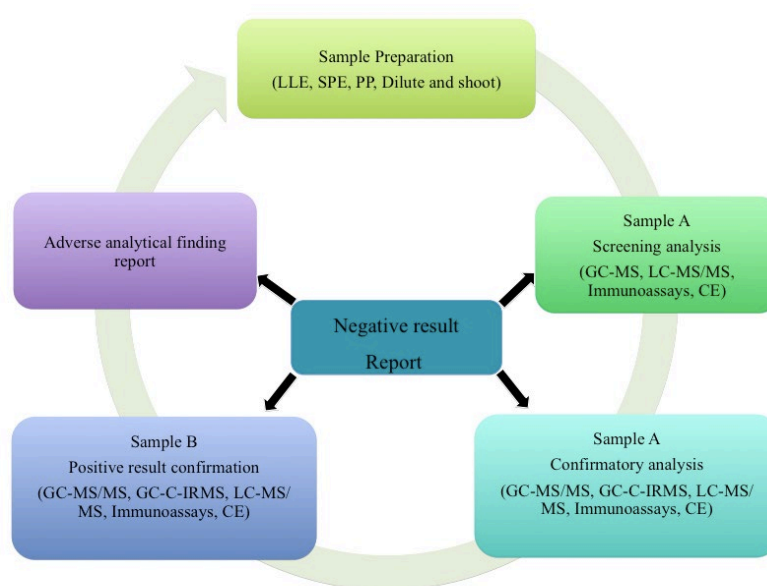 Sample Preparation
(LLE, SPE, PP, Dilute and shoot)
Sample A
Screening analysis
(GC-MS, LC-MS/MS,
Immunoassays, CE)
Sample A
Confirmatory analysis
(GC-MS/MS, GC-C-IRMS, LC-MS/
MS, Immunoassays, CE)
Sample B
Positive result confirmation
(GC-MS/MS, GC-C-IRMS, LC-MS/
MS, Immunoassays, CE)
Adverse analytical finding
report
Negative result
Report